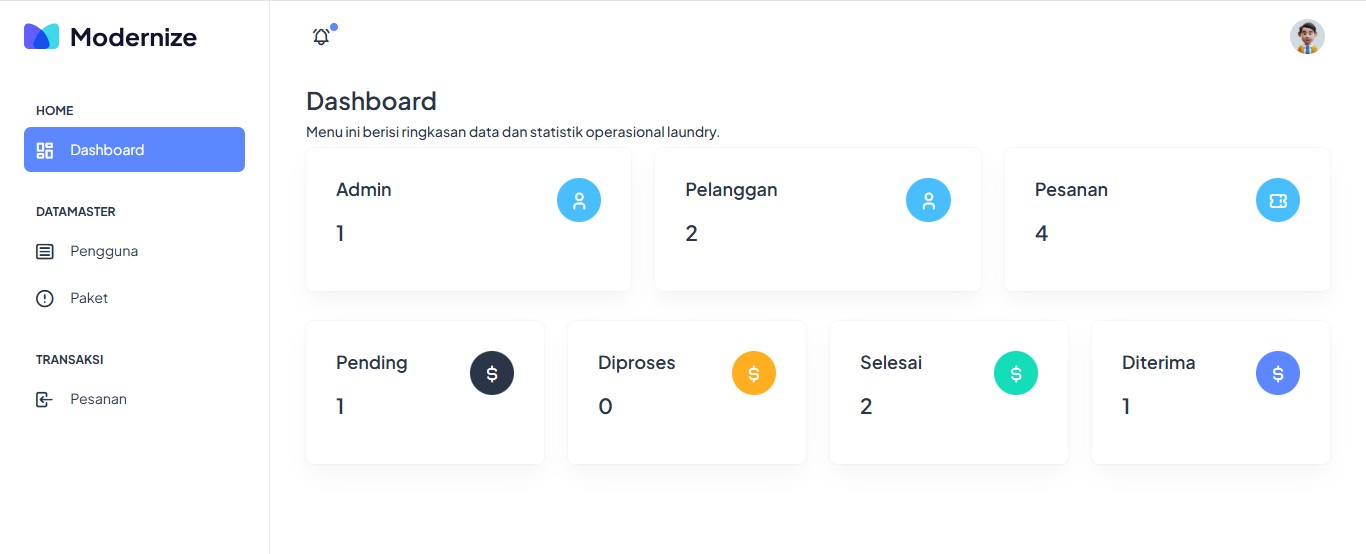 Modernize
HOME
Dashboard
DATAMASTER
Pengguna
Paket
TRANSAKSI
Pesanan
Dashboard
Menu ini berisi ringkasan data dan statistik operasional laundry.
Admin
1
Pelanggan
2
Pesanan
4
Pending
1
Diproses
0
Selesai
2
Diterima
1